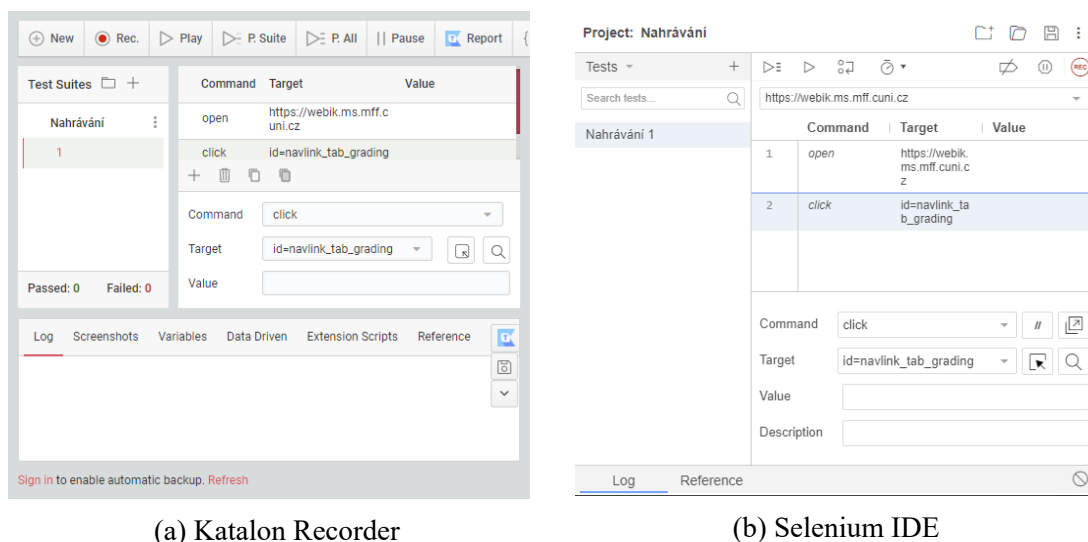 New Rec. Play P. Suite P. All Pause Report {
Test Suites
Nahrávání
1
Passed: 0 Failed: 0
Command Target Value
open https://webik.ms.mff.c
uni.cz
click id=navlink_tab_grading
Command click
Target id=navlink_tab_grading
Value
Log Screenshots Variables Data Driven Extension Scripts Reference
Sign in to enable automatic backup. Refresh
(a) Katalon Recorder
Project: Nahrávání
Tests
Search tests...
Nahrávání 1
REC
https://webik.ms.mff.cuni.cz
Command Target Value
1 open https://webik.
ms.mff.cuni.c
z
2 click id=navlink_ta
b_grading
Command click //
Target id=navlink_tab_grading
Value
Description
Log Reference
(b) Selenium IDE